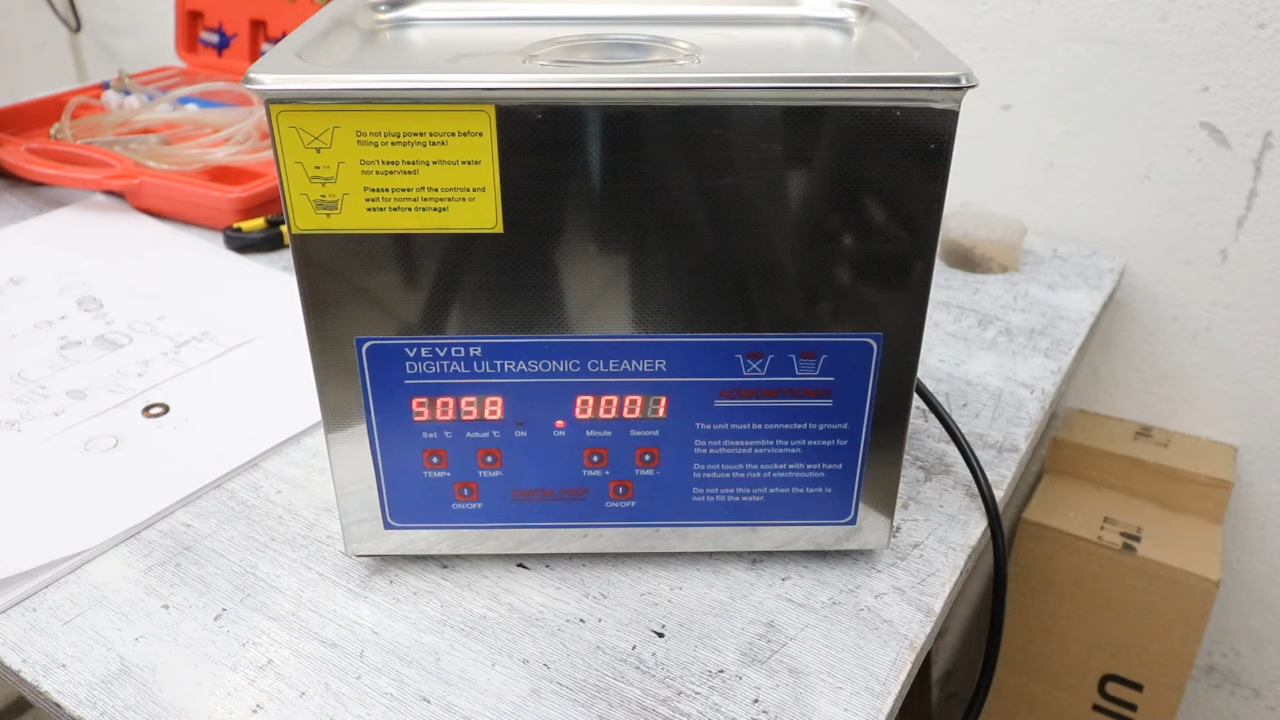 Do not plug power source before
filling or emptying tank!
Don't keep heating without water
nor supervised!
Please power off the controls and
wait for normal temperature or
water before drainage!
VEVOR
DIGITAL ULTRASONIC CLEANER
5058
0001
Set °C
Actual °C
ON
ON
Minute
Second
TEMP+
TEMP-
TIME +
TIME -
ON/OFF
ON/OFF
The unit must be connected to ground.
Do not disassemble the unit except for
the authorized serviceman.
Do not touch the socket with wet hand
to reduce the risk of electrocution.
Do not use this unit when the tank is
not to fill the water.